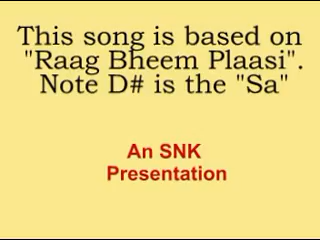 This song is based on
"Raag Bheem Plaasi".
Note D# is the "Sa"
An SNK
Presentation